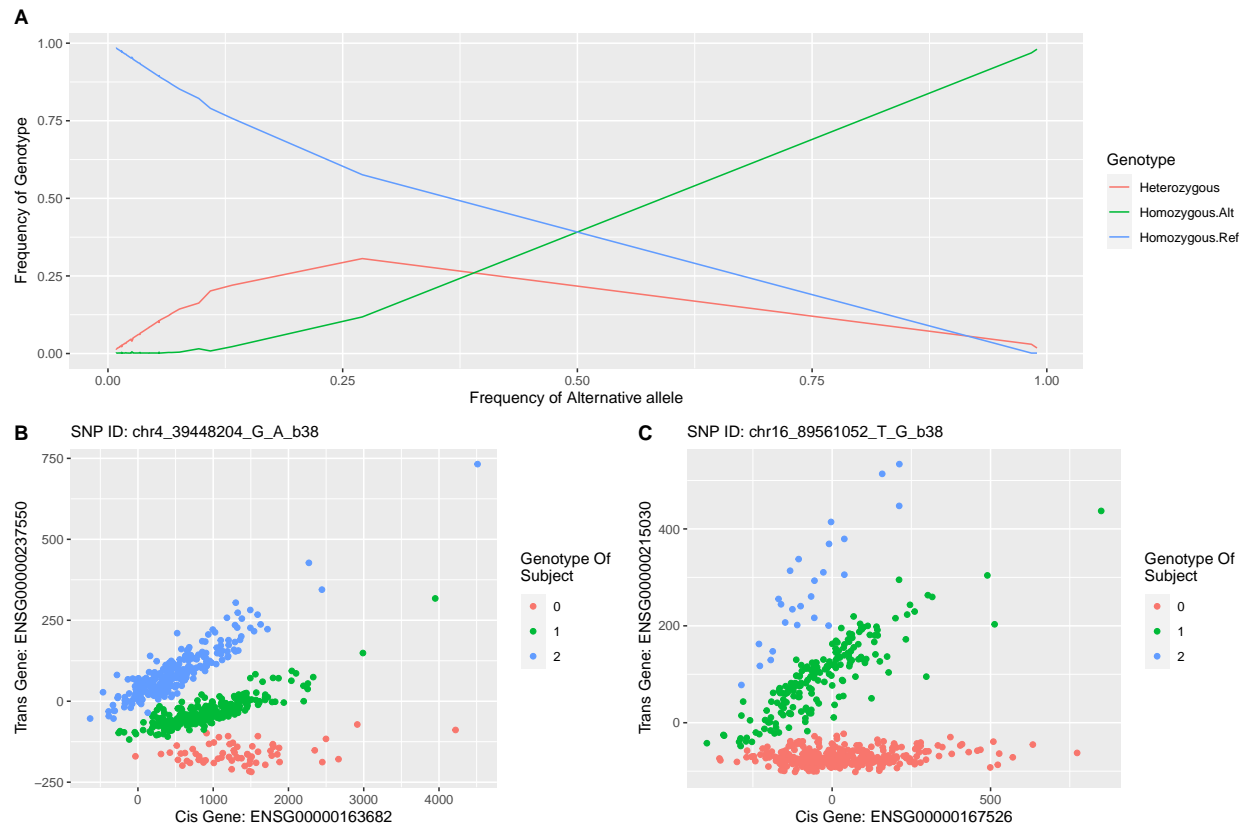 A
1.00
0.75
0.50
0.25
0.00
Frequency of Genotype
0.00
0.25
0.50
0.75
1.00
Frequency of Alternative allele
Genotype
Heterozygous
Homozygous.Alt
Homozygous.Ref
B
SNP ID: chr4_39448204_G_A_b38
750
500
250
0
−250
Trans Gene: ENSG00000237550
0
1000
2000
3000
4000
Cis Gene: ENSG00000163682
Genotype Of
Subject
0
1
2
C
SNP ID: chr16_89561052_T_G_b38
400
200
0
Trans Gene: ENSG00000215030
0
500
Cis Gene: ENSG00000167526
Genotype Of
Subject
0
1
2